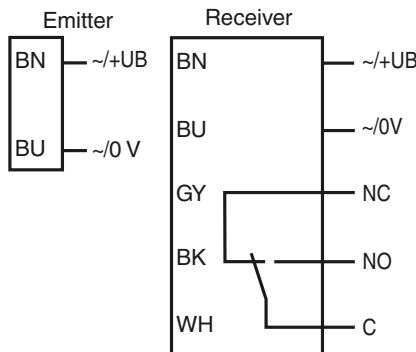 Emitter
BN ~/+UB
BU ~/0 V
Receiver
BN ~/+UB
BU ~/0V
GY NC
BK NO
WH C